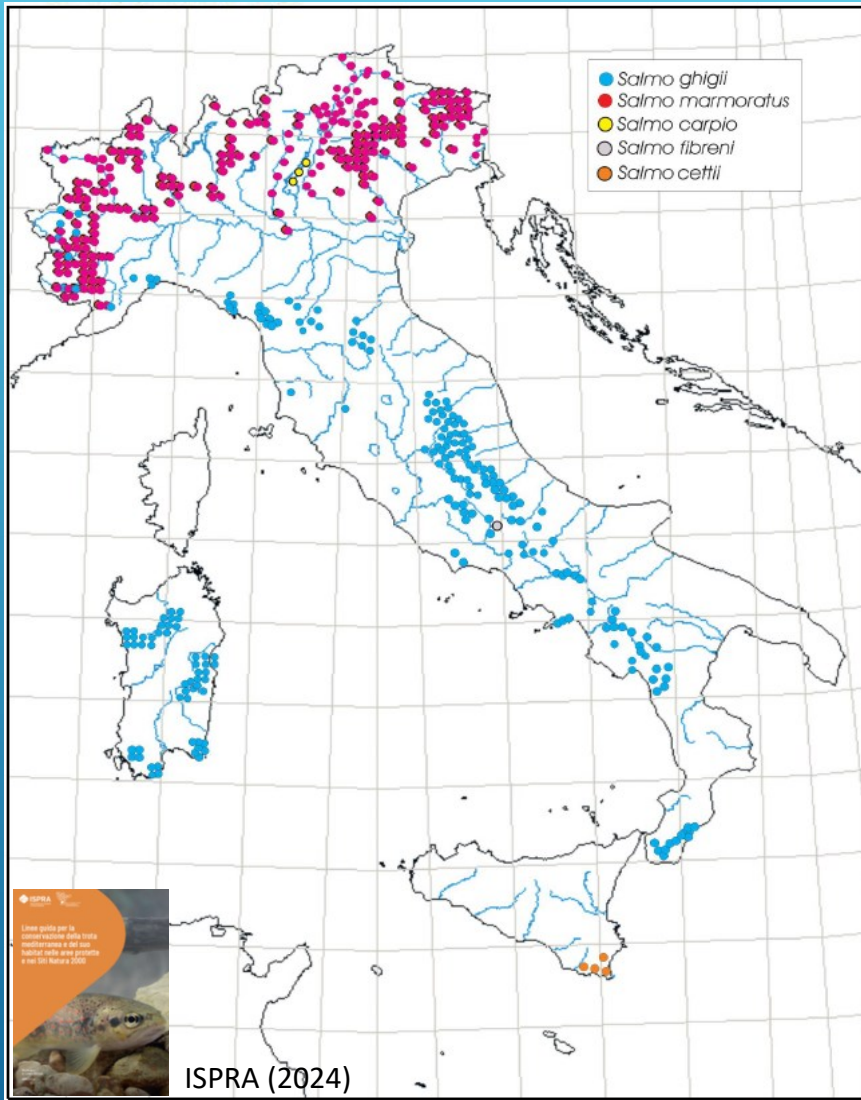 Salmo ghigii
Salmo marmoratus
Salmo carpio
Salmo fibreni
Salmo cettii
ISPRA
Linee guida per la
conservazione della trota
mediterranea e del suo
habitat nelle aree protette
e nei Siti Natura 2000
ISPRA (2024)